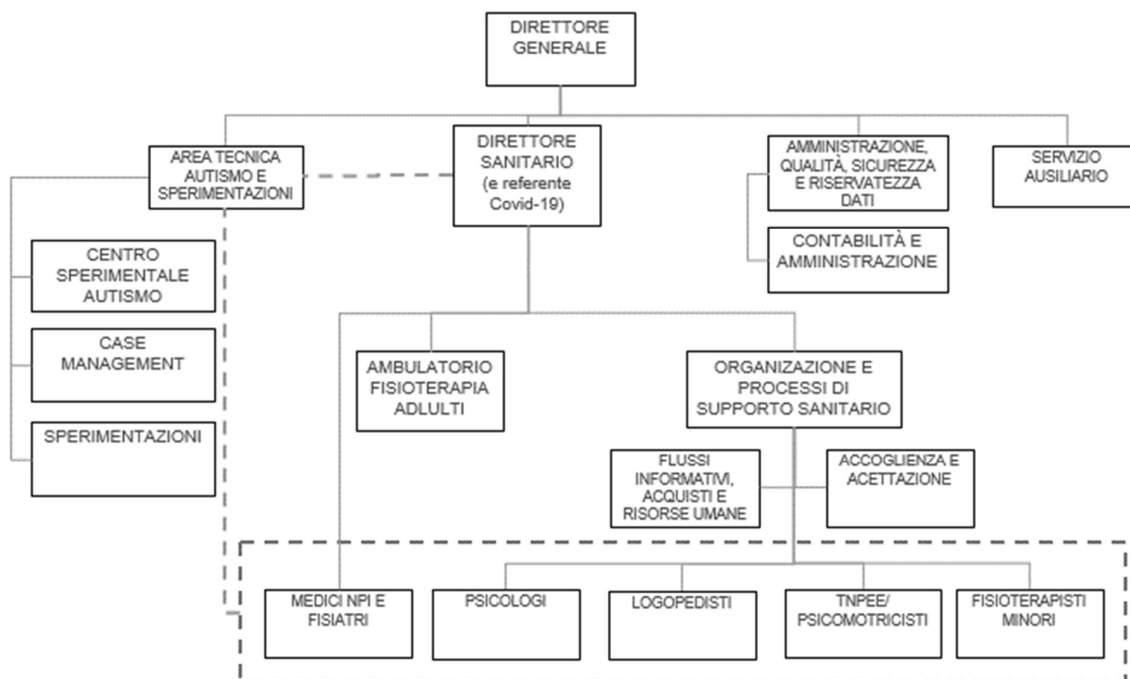 DIRETTORE
GENERALE
AREA TECNICA
AUTISMO E
SPERIMENTAZIONI
DIRETTORE
SANITARIO
(e referente
Covid-19)
AMMINISTRAZIONE,
QUALITÀ, SICUREZZA
E RISERVATEZZA
DATI
SERVIZIO
AUSILIARIO
CONTABILITÀ E
AMMINISTRAZIONE
CENTRO
SPERIMENTALE
AUTISMO
CASE
MANAGEMENT
SPERIMENTAZIONI
AMBULATORIO
FISIOTERAPIA
ADLULTI
ORGANIZZAZIONE E
PROCESSI DI
SUPPORTO SANITARIO
FLUSSI
INFORMATIVI,
ACQUISTI E
RISORSE UMANE
ACCOGLIENZA E
ACETTAZIONE
MEDICI NPI E
FISIATRI
PSICOLOGI
LOGOPEDISTI
TNPEE/
PSICOMOTRICISTI
FISIOTERAPISTI
MINORI